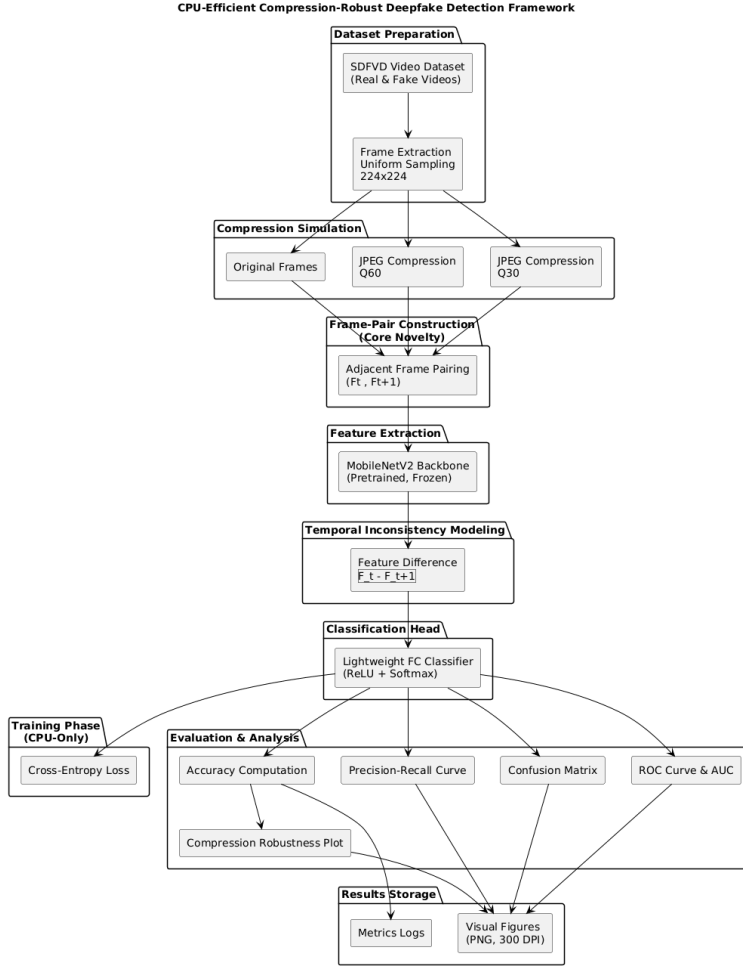 CPU-Efficient Compression-Robust Deepfake Detection Framework
Dataset Preparation
SDFVD Video Dataset
(Real & Fake Videos)
Frame Extraction
Uniform Sampling
224x224
Compression Simulation
Original Frames
JPEG Compression
Q60
JPEG Compression
Q30
Frame-Pair Construction
(Core Novelty)
Adjacent Frame Pairing
(Ft , Ft+1)
Feature Extraction
MobileNetV2 Backbone
(Pretrained, Frozen)
Temporal Inconsistency Modeling
Feature Difference
F_t - F_t+1
Classification Head
Lightweight FC Classifier
(ReLU + Softmax)
Training Phase
(CPU-Only)
Cross-Entropy Loss
Evaluation & Analysis
Accuracy Computation
Precision-Recall Curve
Confusion Matrix
ROC Curve & AUC
Compression Robustness Plot
Results Storage
Metrics Logs
Visual Figures
(PNG, 300 DPI)